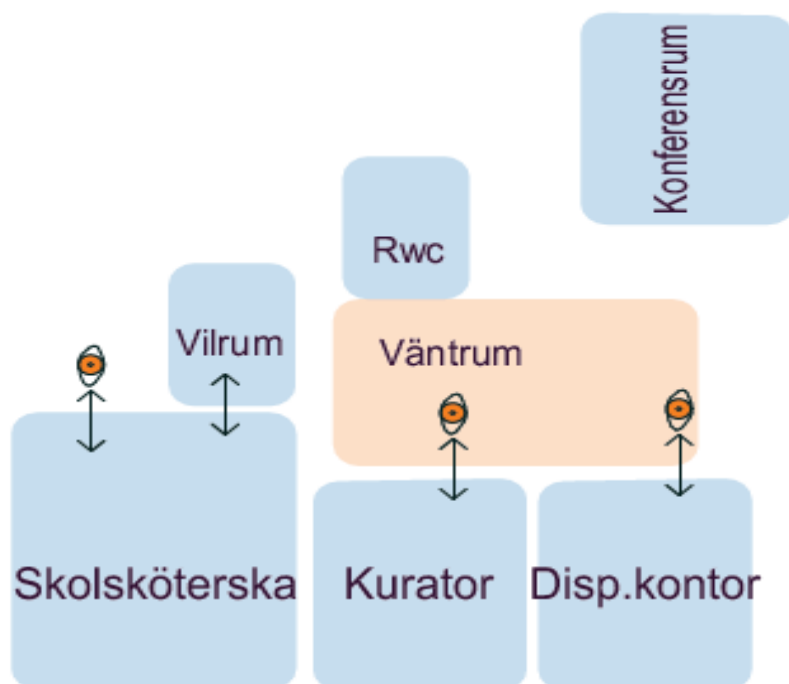 Konferensrum
Rwc
Vilrum
Väntrum
Skolsköterska
Kurator
Disp.kontor